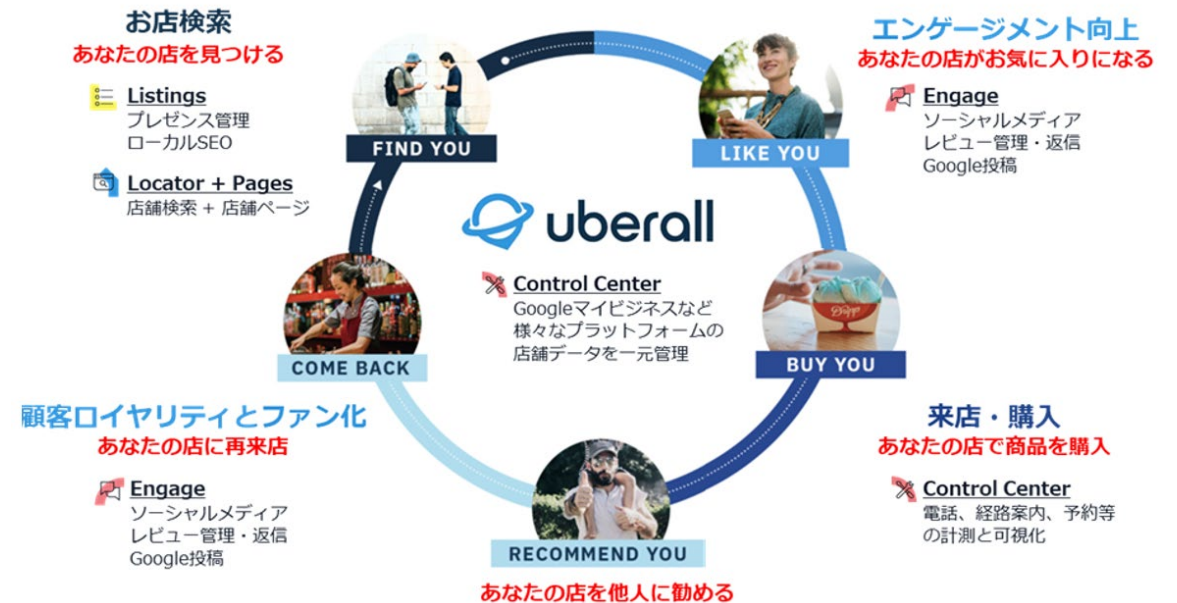 お店検索
あなたの店を見つける
Listings
プレゼンス管理
ローカルSEO
Locator + Pages
店舗検索 + 店舗ページ
FIND YOU
エンゲージメント向上
あなたの店がお気に入りになる
Engage
ソーシャルメディア
レビュー管理・返信
Google投稿
LIKE YOU
uberall
Control Center
Googleマイビジネスなど
様々なプラットフォームの
店舗データを一元管理
COME BACK
顧客ロイヤリティとファン化
あなたの店に再来店
Engage
ソーシャルメディア
レビュー管理・返信
Google投稿
BUY YOU
来店・購入
あなたの店で商品を購入
Control Center
電話、経路案内、予約等
の計測と可視化
RECOMMEND YOU
あなたの店を他人に勧める